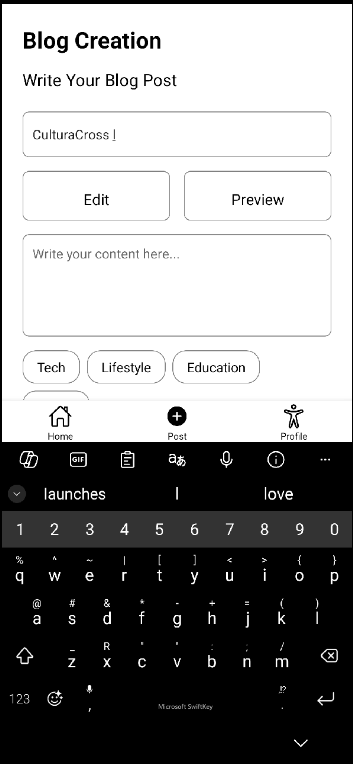 Blog Creation
Write Your Blog Post
CulturaCross l
Edit Preview
Write your content here...
Tech Lifestyle Education
Home Post Profile
GIF
launches l love
1 2 3 4 5 6 7 8 9 0
% ^ ~ | [ ] < > { }
q w e r t y u i o p
@ # & * - + = ( )
a s d f g h j k l
_ R " ' : ; /
z x c v b n m
123 , Microsoft SwiftKey !? .